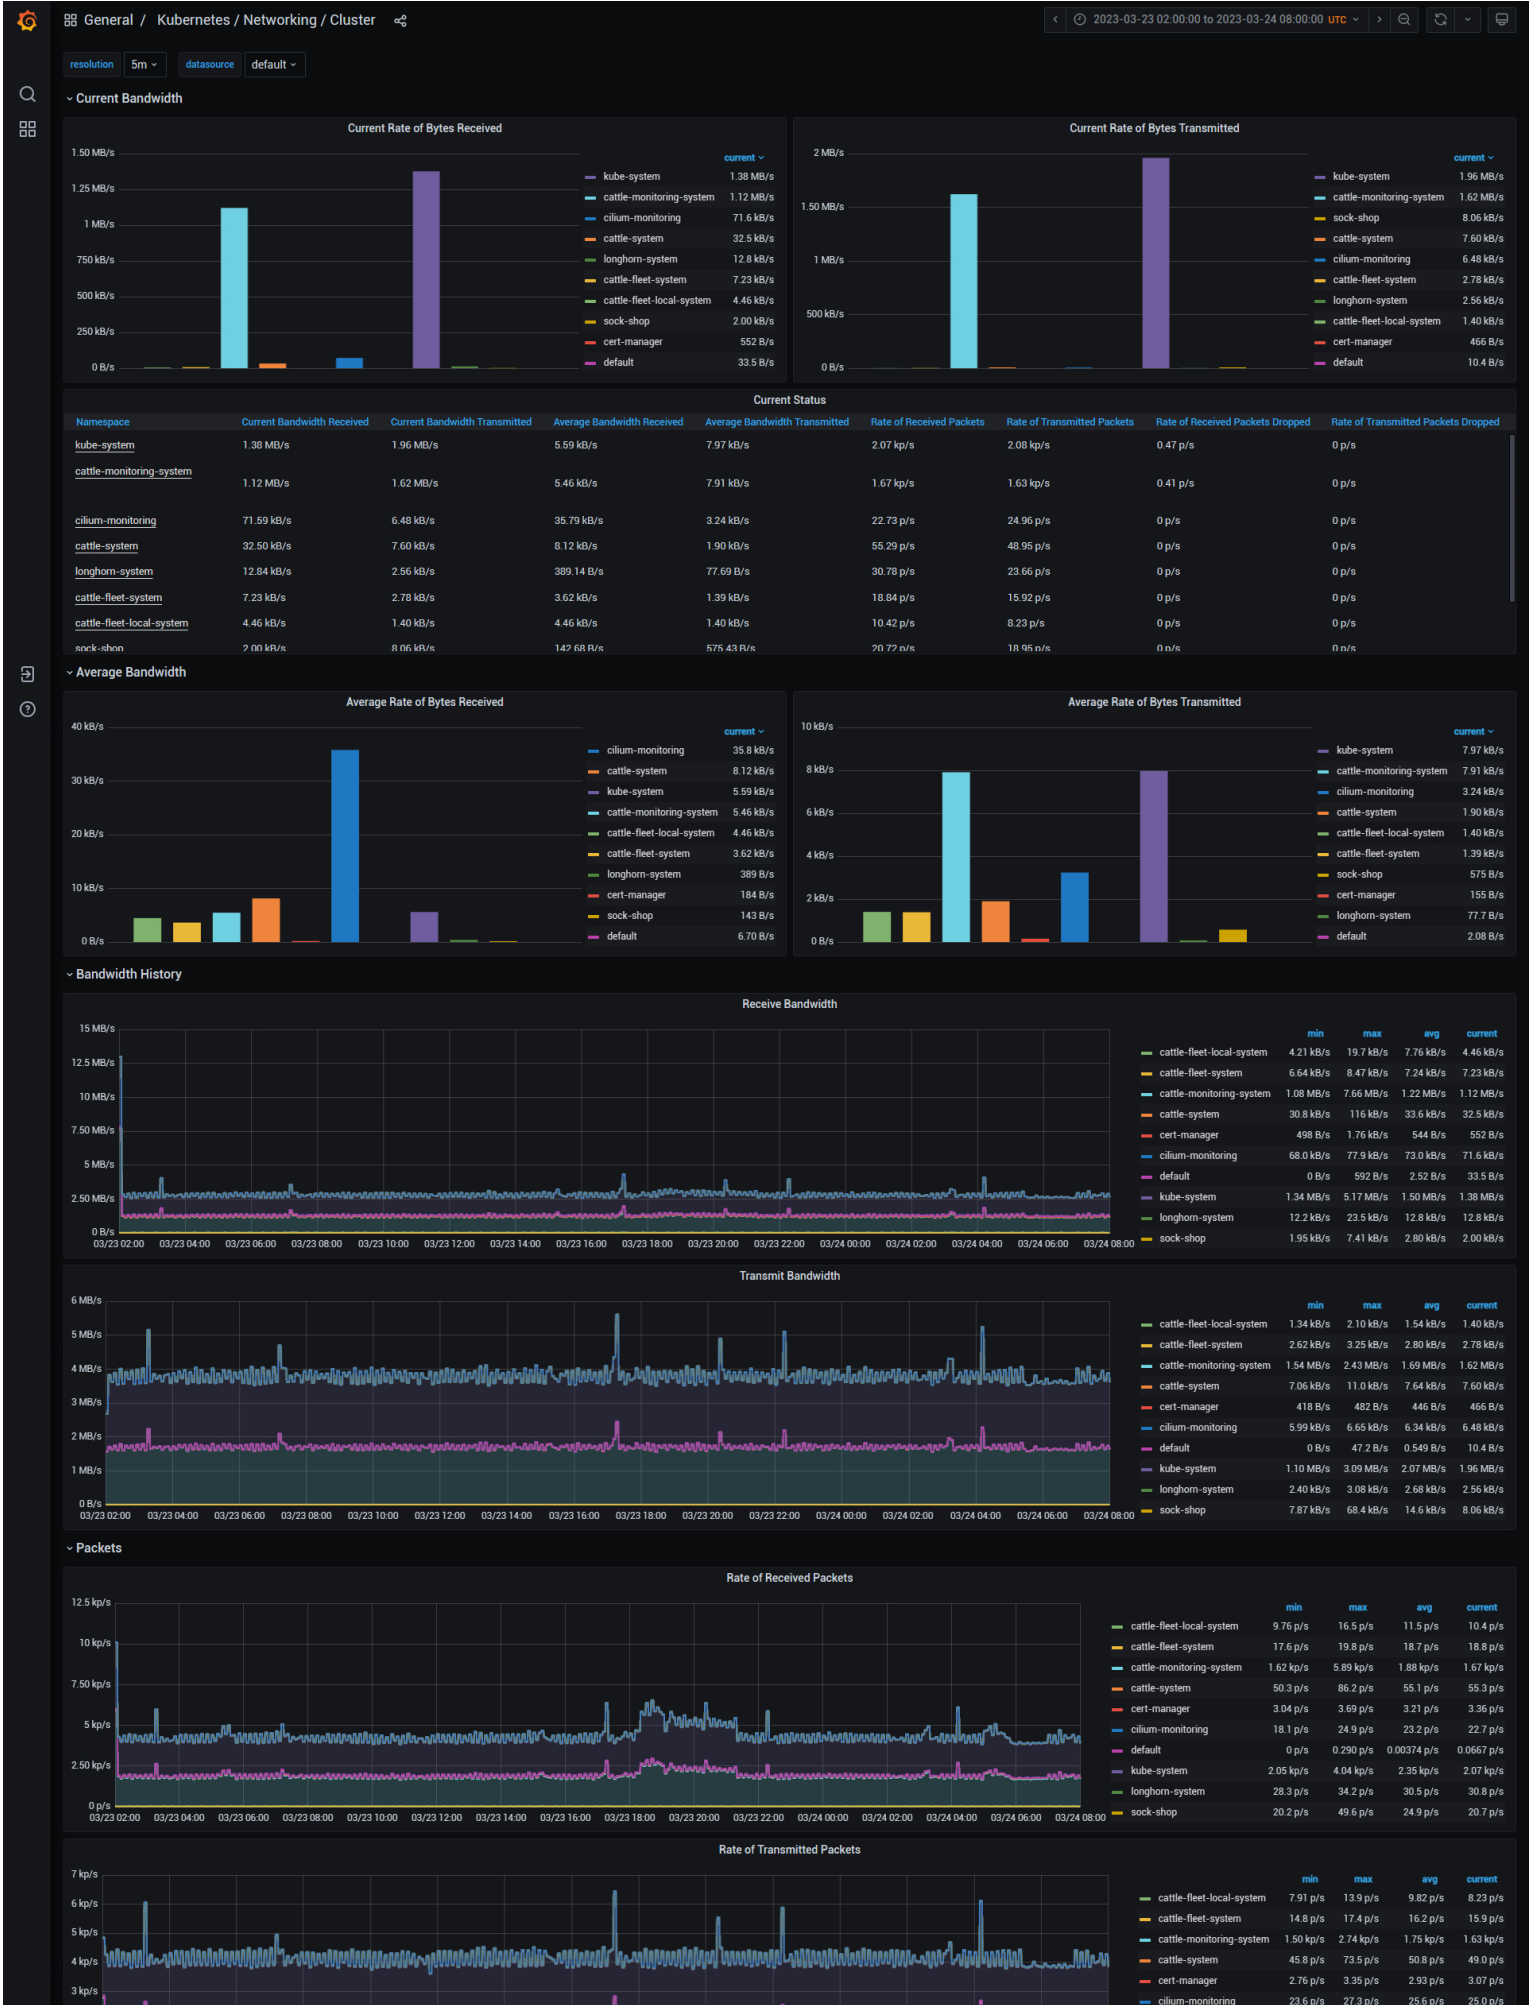 General / Kubernetes / Networking / Cluster
2023-03-23 02:00:00 to 2023-03-24 08:00:00 UTC
resolution 5m datasource default
Current Bandwidth
Current Rate of Bytes Received
1.50 MB/s
1.25 MB/s
1 MB/s
750 kB/s
500 kB/s
250 kB/s
0 B/s
current
kube-system 1.38 MB/s
cattle-monitoring-system 1.12 MB/s
cilium-monitoring 71.6 kB/s
cattle-system 32.5 kB/s
longhorn-system 12.8 kB/s
cattle-fleet-system 7.23 kB/s
cattle-fleet-local-system 4.46 kB/s
sock-shop 2.00 kB/s
cert-manager 552 B/s
default 33.5 B/s
Current Rate of Bytes Transmitted
2 MB/s
1.50 MB/s
1 MB/s
500 kB/s
0 B/s
current
kube-system 1.96 MB/s
cattle-monitoring-system 1.62 MB/s
sock-shop 8.06 kB/s
cattle-system 7.60 kB/s
cilium-monitoring 6.48 kB/s
cattle-fleet-system 2.78 kB/s
longhorn-system 2.56 kB/s
cattle-fleet-local-system 1.40 kB/s
cert-manager 466 B/s
default 10.4 B/s
Current Status
Namespace Current Bandwidth Received Current Bandwidth Transmitted Average Bandwidth Received Average Bandwidth Transmitted Rate of Received Packets Rate of Transmitted Packets Rate of Received Packets Dropped Rate of Transmitted Packets Dropped
kube-system 1.38 MB/s 1.96 MB/s 5.59 kB/s 7.97 kB/s 2.07 kp/s 2.08 kp/s 0.47 p/s 0 p/s
cattle-monitoring-system 1.12 MB/s 1.62 MB/s 5.46 kB/s 7.91 kB/s 1.67 kp/s 1.63 kp/s 0.41 p/s 0 p/s
cilium-monitoring 71.59 kB/s 6.48 kB/s 35.79 kB/s 3.24 kB/s 22.73 p/s 24.96 p/s 0 p/s 0 p/s
cattle-system 32.50 kB/s 7.60 kB/s 8.12 kB/s 1.90 kB/s 55.29 p/s 48.95 p/s 0 p/s 0 p/s
longhorn-system 12.84 kB/s 2.56 kB/s 389.14 B/s 77.69 B/s 30.78 p/s 23.66 p/s 0 p/s 0 p/s
cattle-fleet-system 7.23 kB/s 2.78 kB/s 3.62 kB/s 1.39 kB/s 18.84 p/s 15.92 p/s 0 p/s 0 p/s
cattle-fleet-local-system 4.46 kB/s 1.40 kB/s 4.46 kB/s 1.40 kB/s 10.42 p/s 8.23 p/s 0 p/s 0 p/s
sock-shop 2.00 kB/s 8.06 kB/s 142.68 B/s 575.43 B/s 20.72 p/s 18.95 p/s 0 p/s 0 p/s
Average Bandwidth
Average Rate of Bytes Received
40 kB/s
30 kB/s
20 kB/s
10 kB/s
0 B/s
current
cilium-monitoring 35.8 kB/s
cattle-system 8.12 kB/s
kube-system 5.59 kB/s
cattle-monitoring-system 5.46 kB/s
cattle-fleet-local-system 4.46 kB/s
cattle-fleet-system 3.62 kB/s
longhorn-system 389 B/s
cert-manager 184 B/s
sock-shop 143 B/s
default 6.70 B/s
Average Rate of Bytes Transmitted
10 kB/s
8 kB/s
6 kB/s
4 kB/s
2 kB/s
0 B/s
current
kube-system 7.97 kB/s
cattle-monitoring-system 7.91 kB/s
cilium-monitoring 3.24 kB/s
cattle-system 1.90 kB/s
cattle-fleet-local-system 1.40 kB/s
cattle-fleet-system 1.39 kB/s
sock-shop 575 B/s
cert-manager 155 B/s
longhorn-system 77.7 B/s
default 2.08 B/s
Bandwidth History
Receive Bandwidth
15 MB/s
12.5 MB/s
10 MB/s
7.50 MB/s
5 MB/s
2.50 MB/s
0 B/s
03/23 02:00 03/23 04:00 03/23 06:00 03/23 08:00 03/23 10:00 03/23 12:00 03/23 14:00 03/23 16:00 03/23 18:00 03/23 20:00 03/23 22:00 03/24 00:00 03/24 02:00 03/24 04:00 03/24 06:00 03/24 08:00
min max avg current
cattle-fleet-local-system 4.21 kB/s 19.7 kB/s 7.76 kB/s 4.46 kB/s
cattle-fleet-system 6.64 kB/s 8.47 kB/s 7.24 kB/s 7.23 kB/s
cattle-monitoring-system 1.08 MB/s 7.66 MB/s 1.22 MB/s 1.12 MB/s
cattle-system 30.8 kB/s 116 kB/s 33.6 kB/s 32.5 kB/s
cert-manager 498 B/s 1.76 kB/s 544 B/s 552 B/s
cilium-monitoring 68.0 kB/s 77.9 kB/s 73.0 kB/s 71.6 kB/s
default 0 B/s 592 B/s 2.52 B/s 33.5 B/s
kube-system 1.34 MB/s 5.17 MB/s 1.50 MB/s 1.38 MB/s
longhorn-system 12.2 kB/s 23.5 kB/s 12.8 kB/s 12.8 kB/s
sock-shop 1.95 kB/s 7.41 kB/s 2.80 kB/s 2.00 kB/s
Transmit Bandwidth
6 MB/s
5 MB/s
4 MB/s
3 MB/s
2 MB/s
1 MB/s
0 B/s
03/23 02:00 03/23 04:00 03/23 06:00 03/23 08:00 03/23 10:00 03/23 12:00 03/23 14:00 03/23 16:00 03/23 18:00 03/23 20:00 03/23 22:00 03/24 00:00 03/24 02:00 03/24 04:00 03/24 06:00 03/24 08:00
min max avg current
cattle-fleet-local-system 1.34 kB/s 2.10 kB/s 1.54 kB/s 1.40 kB/s
cattle-fleet-system 2.62 kB/s 3.25 kB/s 2.80 kB/s 2.78 kB/s
cattle-monitoring-system 1.54 MB/s 2.43 MB/s 1.69 MB/s 1.62 MB/s
cattle-system 7.06 kB/s 11.0 kB/s 7.64 kB/s 7.60 kB/s
cert-manager 418 B/s 482 B/s 446 B/s 466 B/s
cilium-monitoring 5.99 kB/s 6.65 kB/s 6.34 kB/s 6.48 kB/s
default 0 B/s 47.2 B/s 0.549 B/s 10.4 B/s
kube-system 1.10 MB/s 3.09 MB/s 2.07 MB/s 1.96 MB/s
longhorn-system 2.40 kB/s 3.08 kB/s 2.68 kB/s 2.56 kB/s
sock-shop 7.87 kB/s 68.4 kB/s 14.6 kB/s 8.06 kB/s
Packets
Rate of Received Packets
12.5 kp/s
10 kp/s
7.50 kp/s
5 kp/s
2.50 kp/s
0 p/s
03/23 02:00 03/23 04:00 03/23 06:00 03/23 08:00 03/23 10:00 03/23 12:00 03/23 14:00 03/23 16:00 03/23 18:00 03/23 20:00 03/23 22:00 03/24 00:00 03/24 02:00 03/24 04:00 03/24 06:00 03/24 08:00
min max avg current
cattle-fleet-local-system 9.76 p/s 16.5 p/s 11.5 p/s 10.4 p/s
cattle-fleet-system 17.6 p/s 19.8 p/s 18.7 p/s 18.8 p/s
cattle-monitoring-system 1.62 kp/s 5.89 kp/s 1.88 kp/s 1.67 kp/s
cattle-system 50.3 p/s 86.2 p/s 55.1 p/s 55.3 p/s
cert-manager 3.04 p/s 3.69 p/s 3.21 p/s 3.36 p/s
cilium-monitoring 18.1 p/s 24.9 p/s 23.2 p/s 22.7 p/s
default 0 p/s 0.290 p/s 0.00374 p/s 0.0667 p/s
kube-system 2.05 kp/s 4.04 kp/s 2.35 kp/s 2.07 kp/s
longhorn-system 28.3 p/s 34.2 p/s 30.5 p/s 30.8 p/s
sock-shop 20.2 p/s 49.6 p/s 24.9 p/s 20.7 p/s
Rate of Transmitted Packets
7 kp/s
6 kp/s
5 kp/s
4 kp/s
3 kp/s
min max avg current
cattle-fleet-local-system 7.91 p/s 13.9 p/s 9.82 p/s 8.23 p/s
cattle-fleet-system 14.8 p/s 17.4 p/s 16.2 p/s 15.9 p/s
cattle-monitoring-system 1.50 kp/s 2.74 kp/s 1.75 kp/s 1.63 kp/s
cattle-system 45.8 p/s 73.5 p/s 50.8 p/s 49.0 p/s
cert-manager 2.76 p/s 3.35 p/s 2.93 p/s 3.07 p/s
cilium-monitoring 23.6 p/s 27.3 p/s 25.6 p/s 25.0 p/s